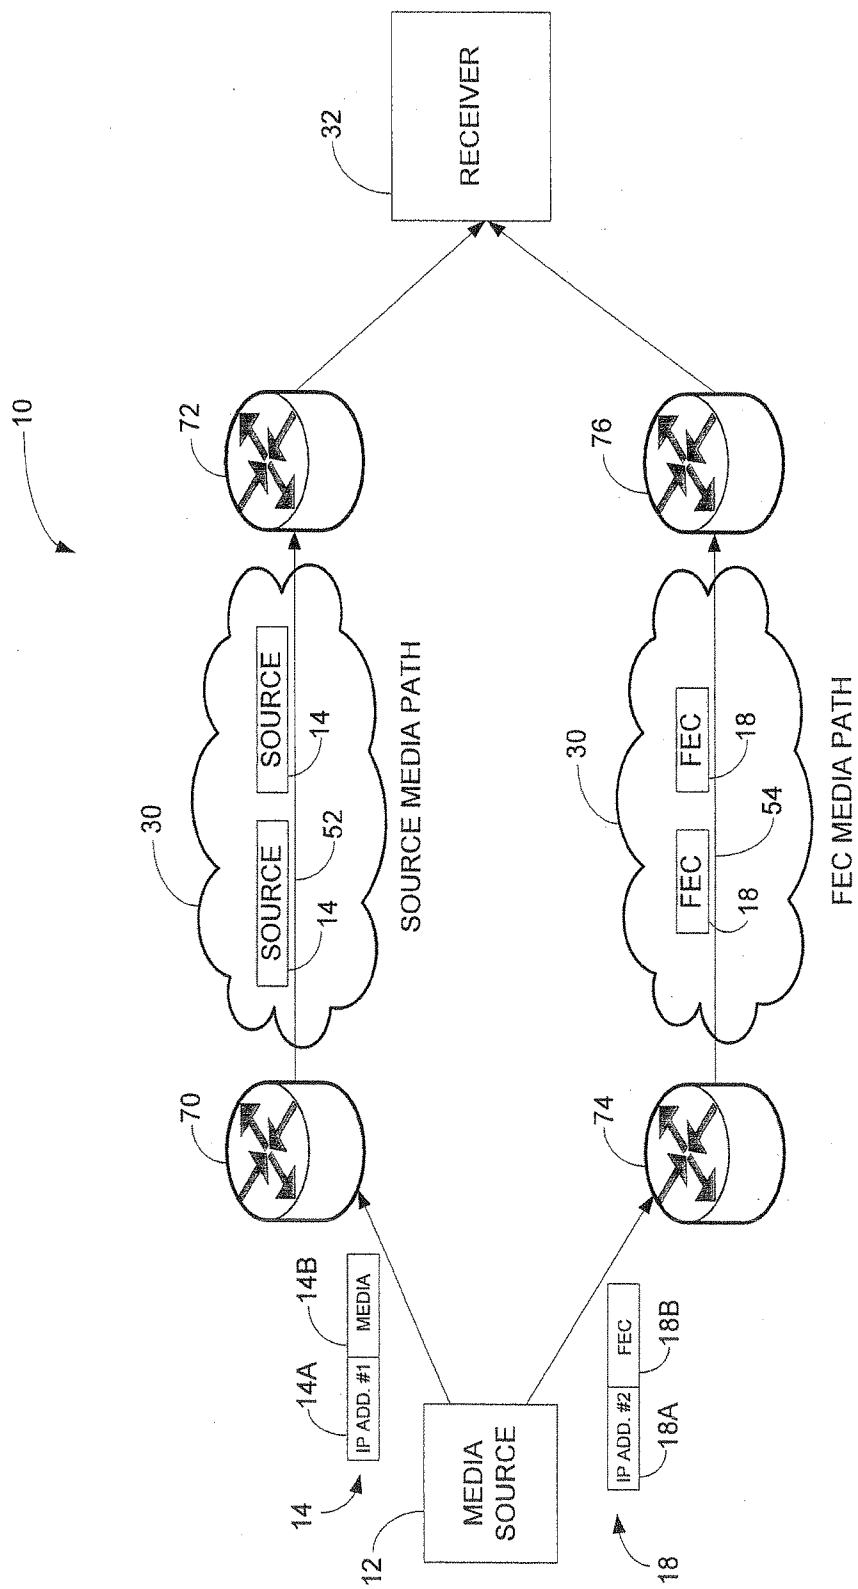 10
70
30
SOURCE
SOURCE
14
52
14
72
SOURCE MEDIA PATH
14
14A
14B
IP ADD. #1
MEDIA
12
MEDIA
SOURCE
32
RECEIVER
18
IP ADD. #2
FEC
18A
18B
74
30
FEC
FEC
18
54
18
76
FEC MEDIA PATH